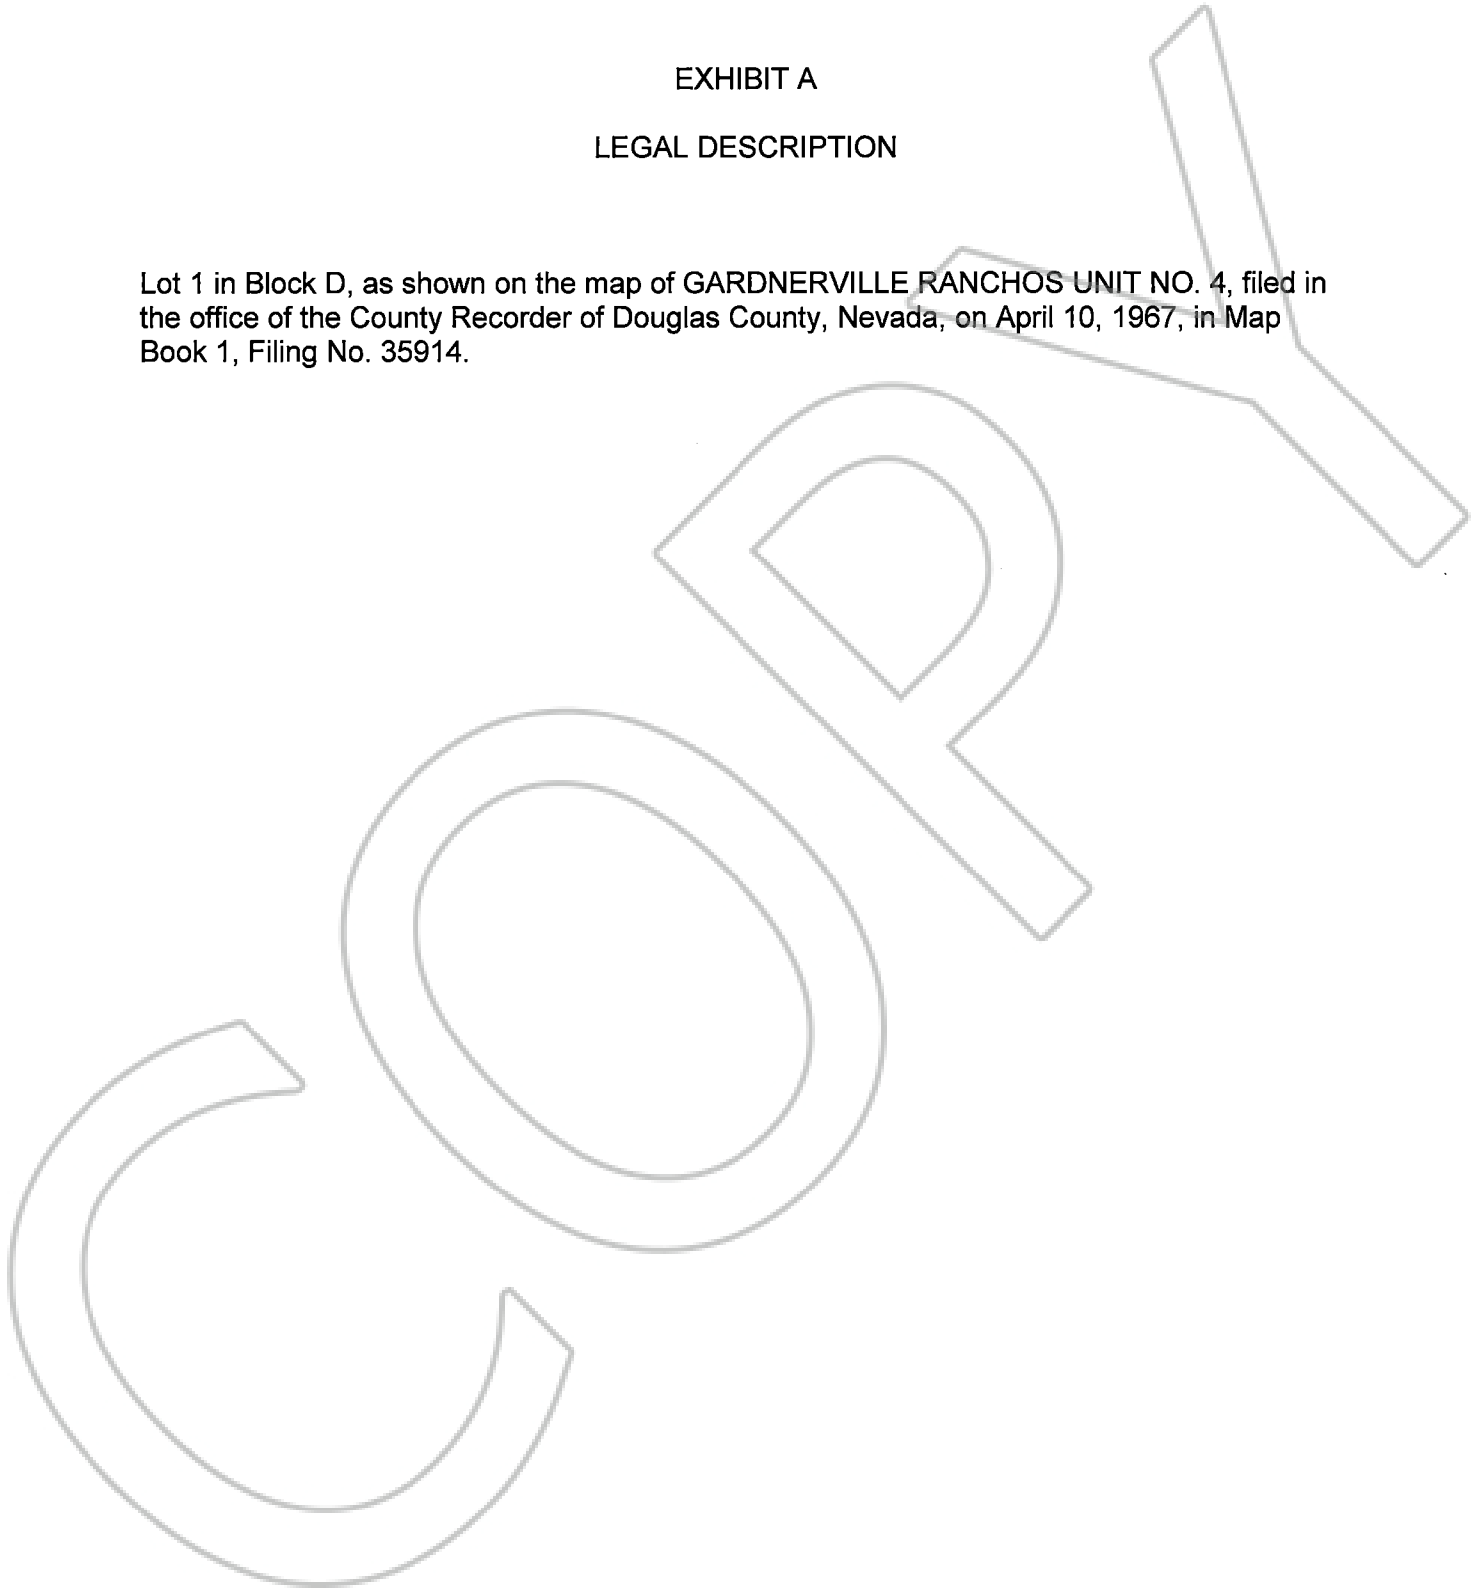 EXHIBIT A
LEGAL DESCRIPTION
Lot 1 in Block D, as shown on the map of GARDNERVILLE RANCHOS UNIT NO. 4, filed in
the office of the County Recorder of Douglas County, Nevada, on April 10, 1967, in Map
Book 1, Filing No. 35914.
COPY